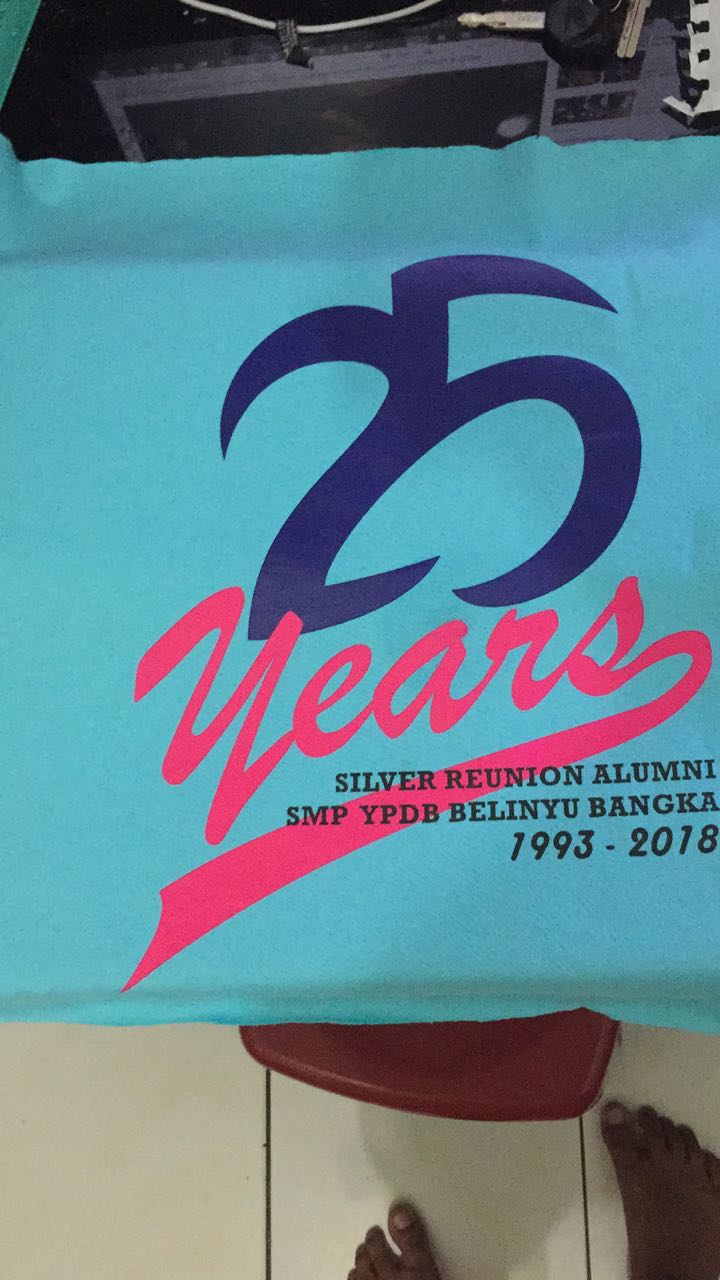 25
Years
SILVER REUNION ALUMNI
SMP YPDB BELINYU BANGKA
1993 - 2018